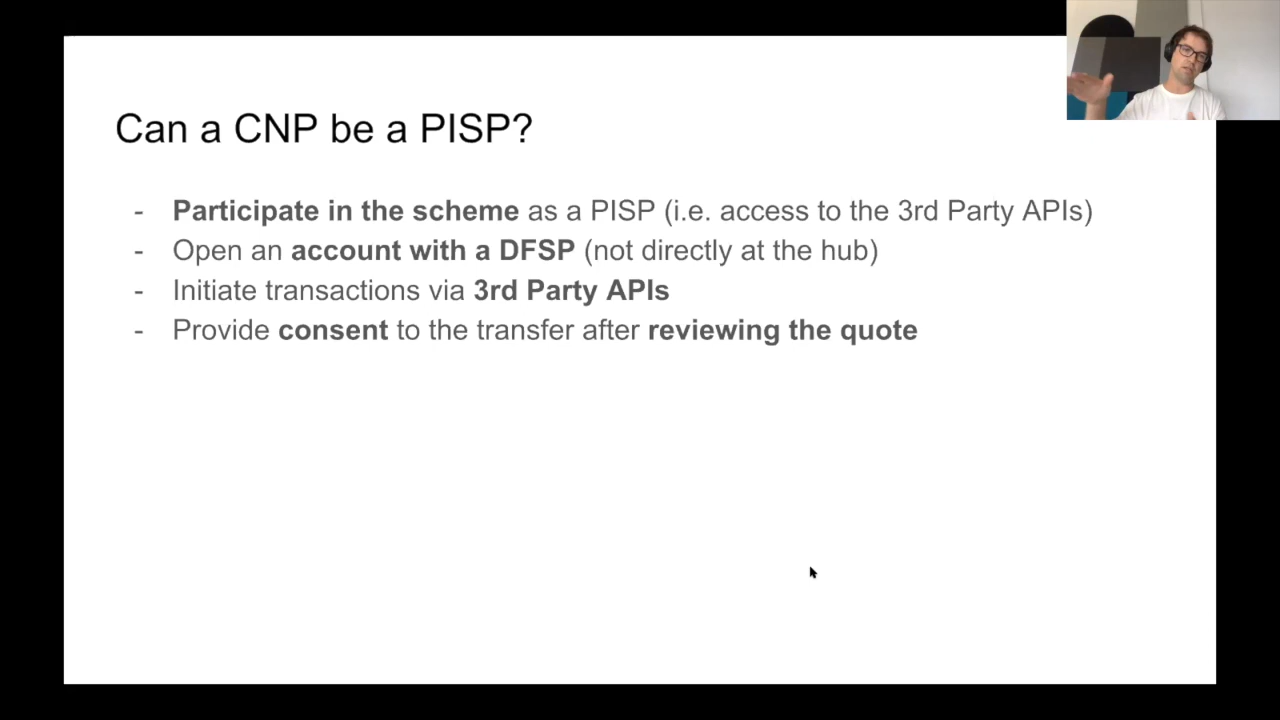 Can a CNP be a PISP?
- Participate in the scheme as a PISP (i.e. access to the 3rd Party APIs)
- Open an account with a DFSP (not directly at the hub)
- Initiate transactions via 3rd Party APIs
- Provide consent to the transfer after reviewing the quote